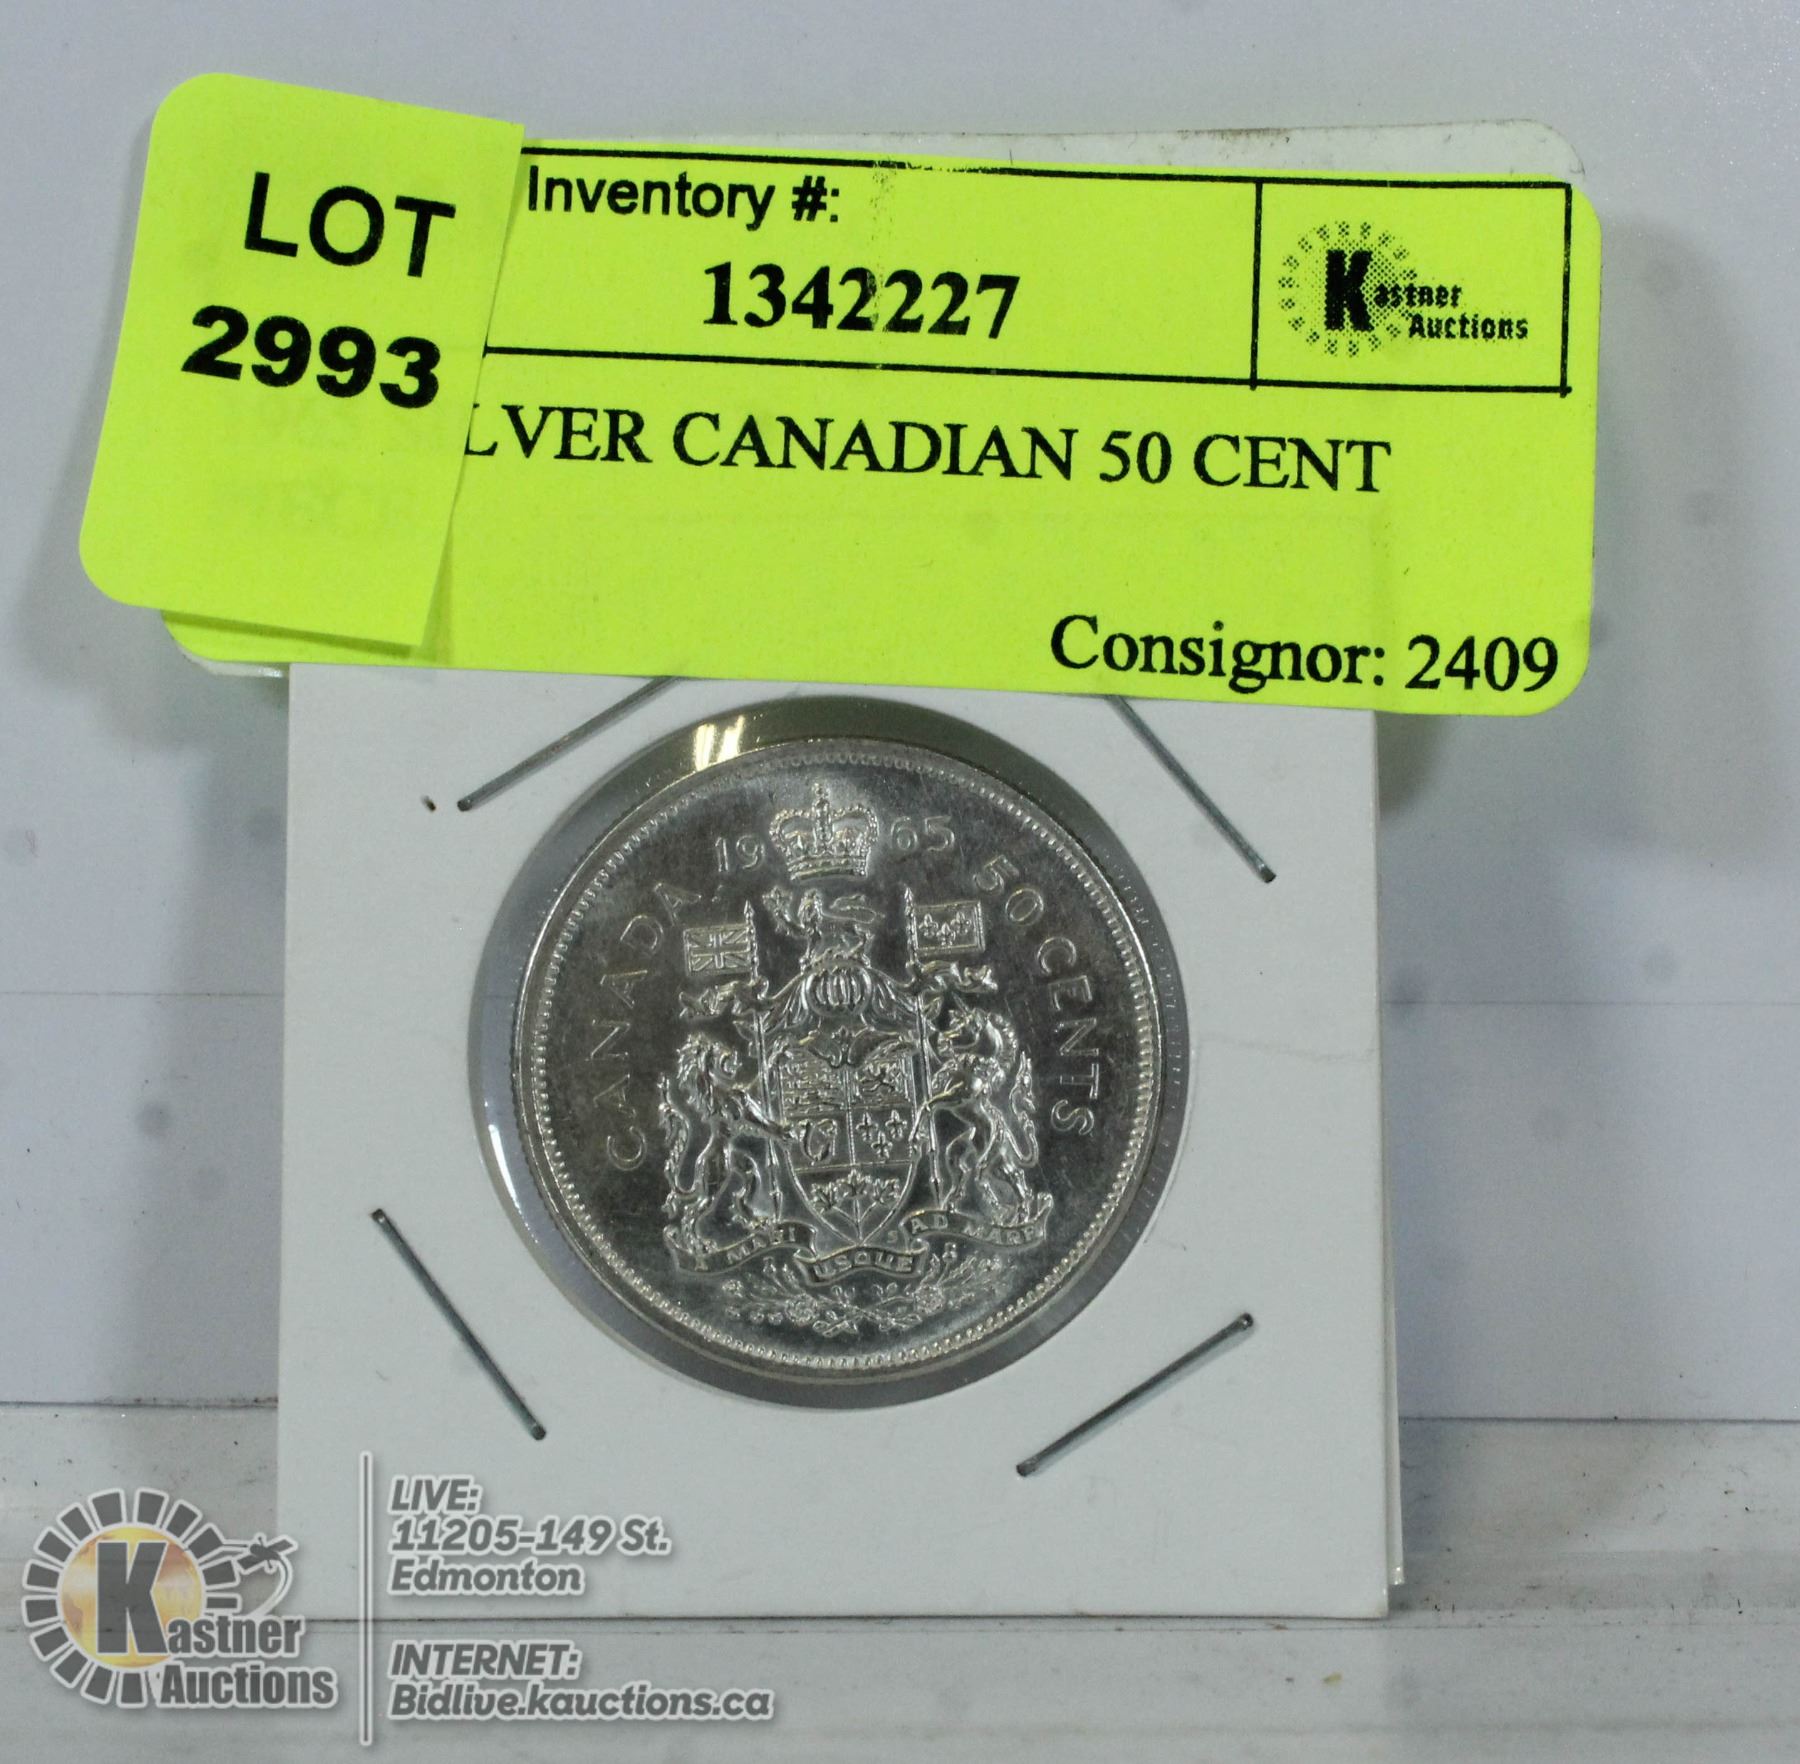 LOT
2993
Inventory #:
1342227
Kastner
Auctions
LVER CANADIAN 50 CENT
Consignor: 2409
CANADA 1965 50 CENTS
A MARI USQUE AD MARE
Kastner
Auctions
LIVE:
11205-149 St.
Edmonton
INTERNET:
Bidlive.kauctions.ca